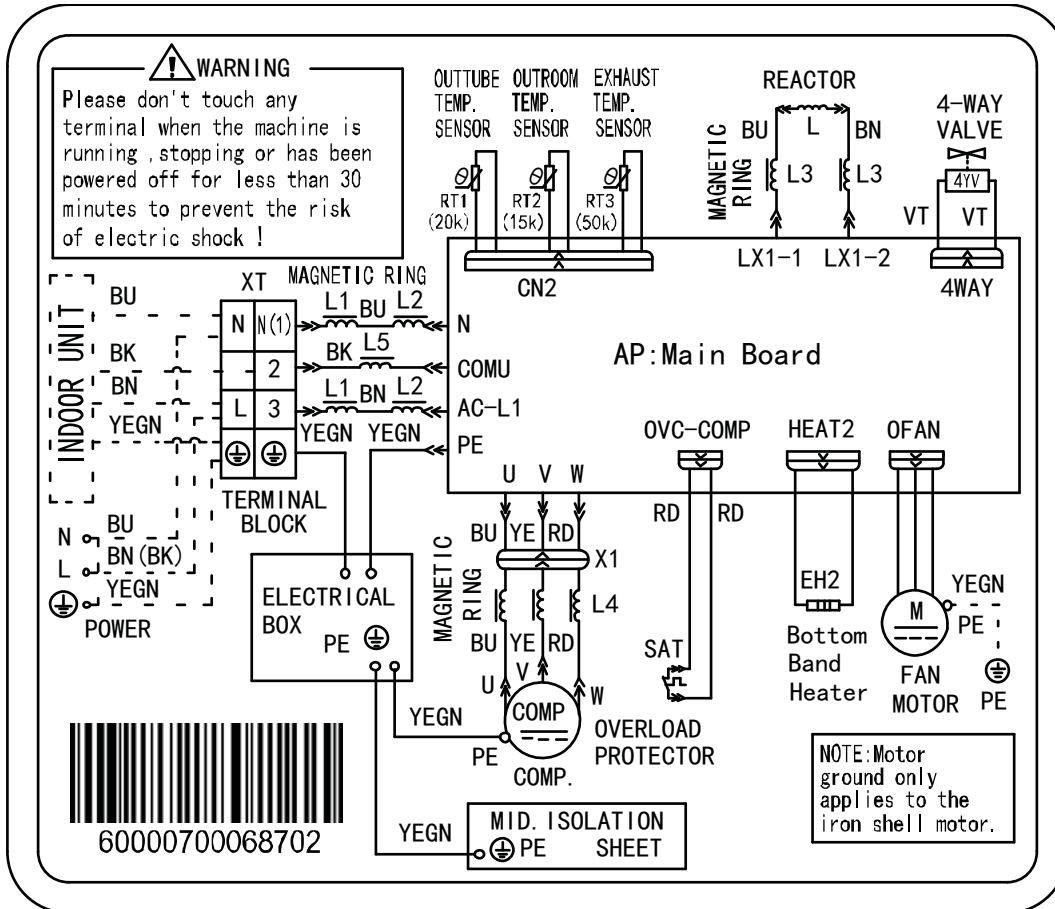 WARNING
Please don't touch any
terminal when the machine is
running ,stopping or has been
powered off for less than 30
minutes to prevent the risk
of electric shock !
OUTTUBE
TEMP.
SENSOR
OUTROOM
TEMP.
SENSOR
EXHAUST
TEMP.
SENSOR
RT1
(20k)
RT2
(15k)
RT3
(50k)
CN2
REACTOR
BU
L
BN
MAGNETIC
RING
L3
L3
LX1-1
LX1-2
4-WAY
VALVE
4YV
VT
VT
4WAY
INDOOR UNIT
BU
BK
BN
YEGN
XT
N
N(1)
2
L
3
TERMINAL
BLOCK
MAGNETIC RING
L1
BU
L2
N
BK
L5
COMU
L1
BN
L2
AC-L1
YEGN
YEGN
PE
AP:Main Board
N
BU
L
BN(BK)
YEGN
POWER
ELECTRICAL
BOX
PE
U
V
W
BU
YE
RD
X1
MAGNETIC
RING
L4
BU
YE
RD
U
V
W
COMP
COMP.
YEGN
PE
OVC-COMP
RD
RD
SAT
OVERLOAD
PROTECTOR
HEAT2
EH2
Bottom
Band
Heater
OFAN
M
YEGN
PE
FAN
MOTOR
PE
NOTE:Motor
ground only
applies to the
iron shell motor.
60000700068702
YEGN
MID. ISOLATION
PE SHEET